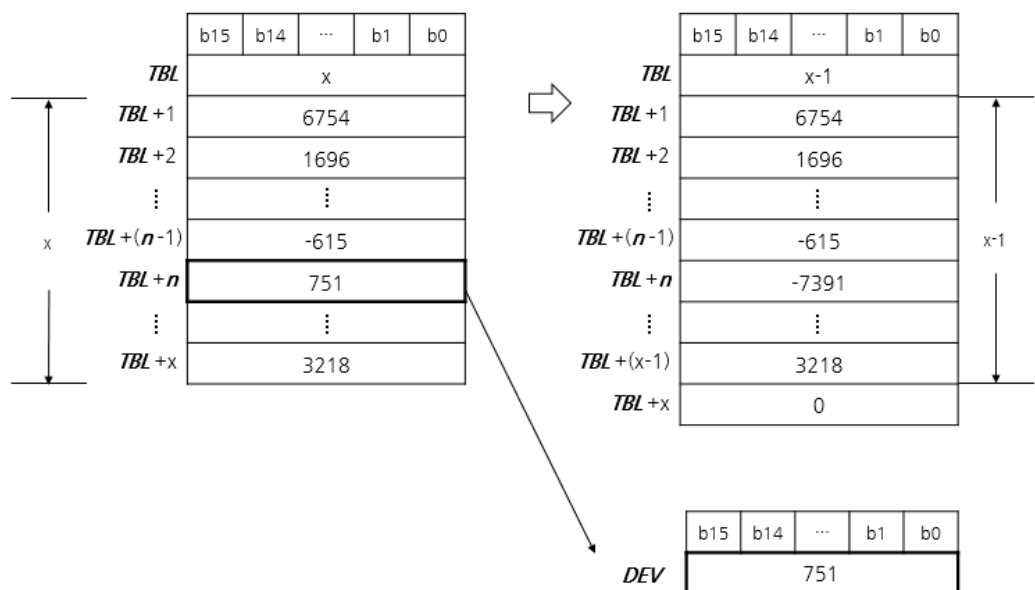 b15 b14 ⋯ b1 b0 b15 b14 ⋯ b1 b0
TBL x TBL x-1
TBL+1 6754 TBL+1 6754
TBL+2 1696 TBL+2 1696
⋮ ⋮ ⋮ ⋮
x TBL+(n-1) -615 TBL+(n-1) -615 x-1
TBL+n 751 TBL+n -7391
⋮ ⋮ ⋮ ⋮
TBL+x 3218 TBL+(x-1) 3218
TBL+x 0
b15 b14 ⋯ b1 b0
DEV 751